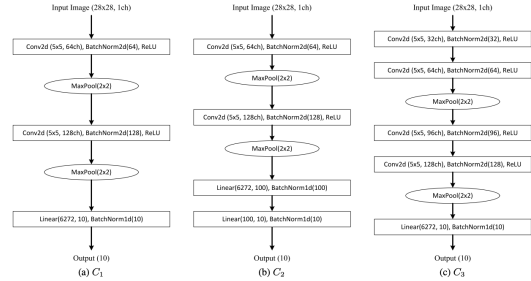 Input Image (28x28, 1ch)
Conv2d (5x5, 64ch), BatchNorm2d(64), ReLU
MaxPool(2x2)
Conv2d (5x5, 128ch), BatchNorm2d(128), ReLU
MaxPool(2x2)
Linear(6272, 10), BatchNorm1d(10)
Output (10)
(a) C1
Input Image (28x28, 1ch)
Conv2d (5x5, 64ch), BatchNorm2d(64), ReLU
MaxPool(2x2)
Conv2d (5x5, 128ch), BatchNorm2d(128), ReLU
MaxPool(2x2)
Linear(6272, 100), BatchNorm1d(100)
Linear(100, 10), BatchNorm1d(10)
Output (10)
(b) C2
Input Image (28x28, 1ch)
Conv2d (5x5, 32ch), BatchNorm2d(32), ReLU
Conv2d (5x5, 64ch), BatchNorm2d(64), ReLU
MaxPool(2x2)
Conv2d (5x5, 96ch), BatchNorm2d(96), ReLU
Conv2d (5x5, 128ch), BatchNorm2d(128), ReLU
MaxPool(2x2)
Linear(6272, 10), BatchNorm1d(10)
Output (10)
(c) C3